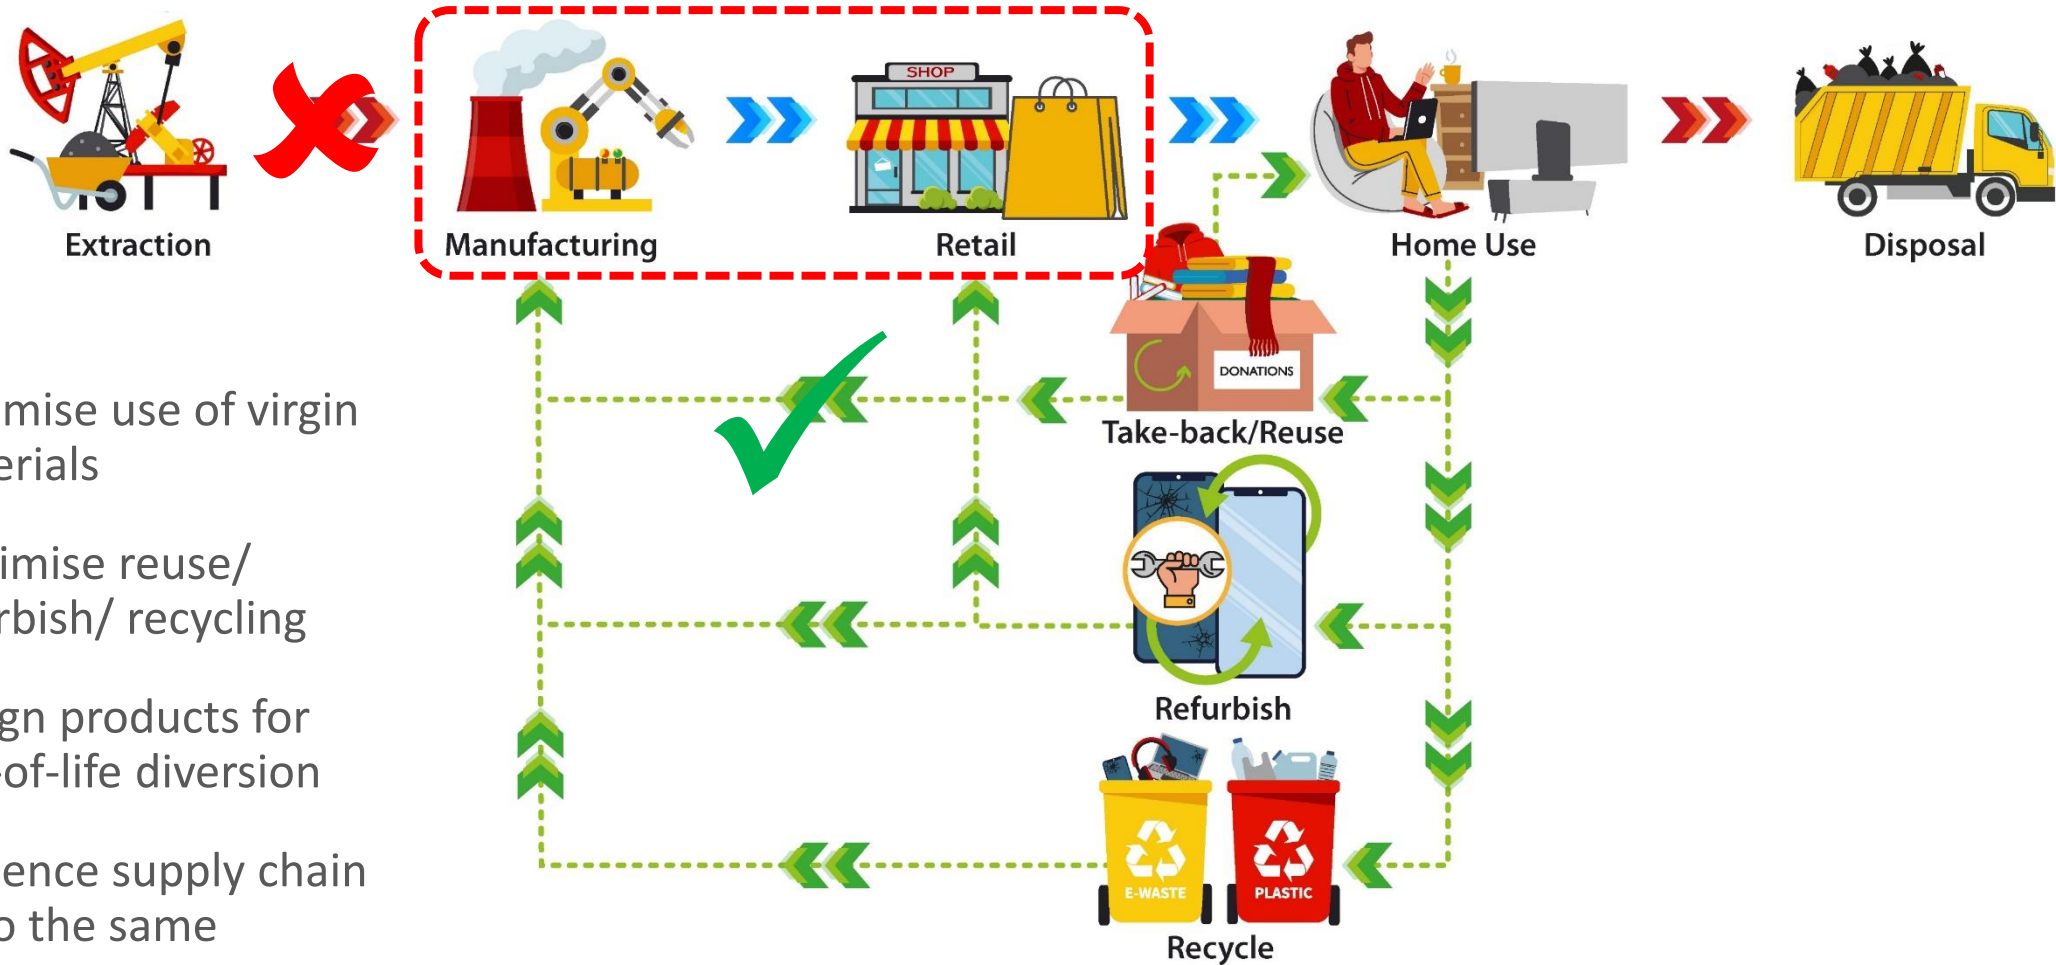 SHOP
Extraction
Manufacturing
Retail
Home Use
Disposal
DONATIONS
Take-back/Reuse
mise use of virgin
erials
imise reuse/
rbish/ recycling
Refurbish
gn products for
-of-life diversion
ence supply chain
o the same
E-WASTE
PLASTIC
Recycle